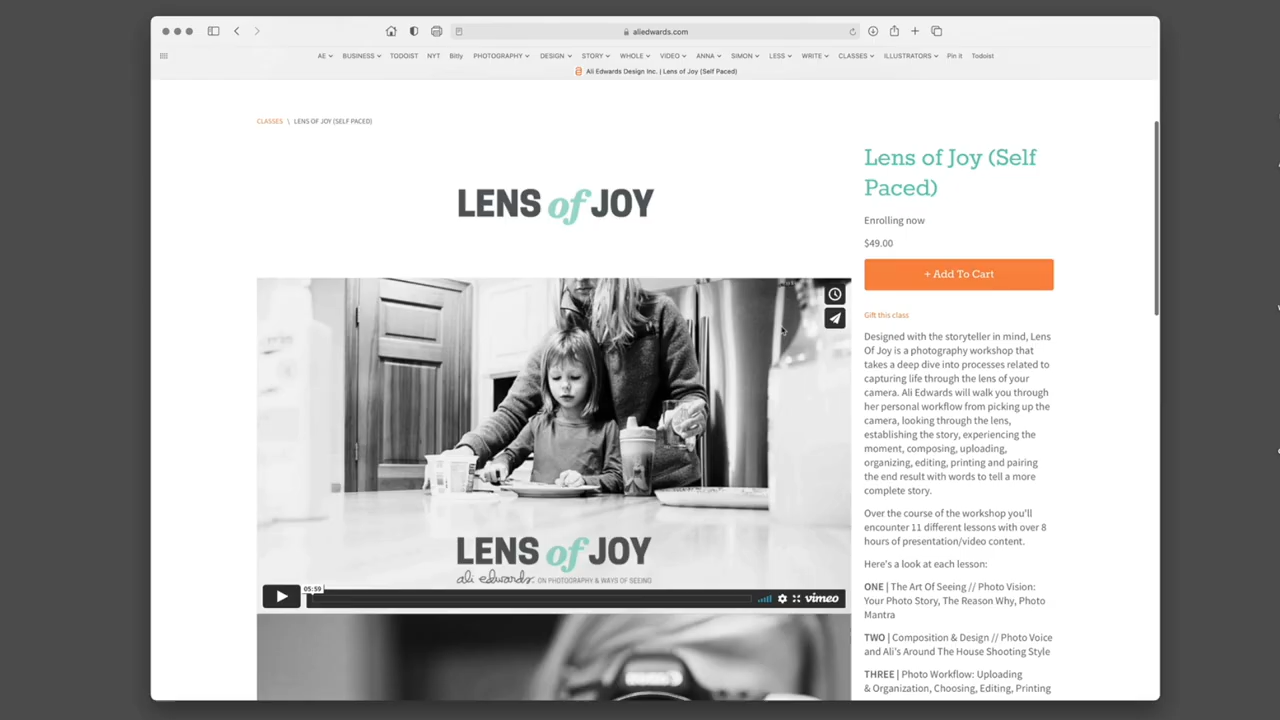 aliedwards.com
AE BUSINESS TODOIST NYT Bitly PHOTOGRAPHY DESIGN STORY WHOLE VIDEO ANNA SIMON LESS WRITE CLASSES ILLUSTRATORS Pin it Todoist
Ali Edwards Design Inc. | Lens of Joy (Self Paced)
CLASSES \ LENS OF JOY (SELF PACED)
LENS of JOY
LENS of JOY
ali edwards. ON PHOTOGRAPHY & WAYS OF SEEING
05:59
vimeo
Lens of Joy (Self
Paced)
Enrolling now
$49.00
+ Add To Cart
Gift this class
Designed with the storyteller in mind, Lens
Of Joy is a photography workshop that
takes a deep dive into processes related to
capturing life through the lens of your
camera. Ali Edwards will walk you through
her personal workflow from picking up the
camera, looking through the lens,
establishing the story, experiencing the
moment, composing, uploading,
organizing, editing, printing and pairing
the end result with words to tell a more
complete story.
Over the course of the workshop you'll
encounter 11 different lessons with over 8
hours of presentation/video content.
Here's a look at each lesson:
ONE | The Art Of Seeing // Photo Vision:
Your Photo Story, The Reason Why, Photo
Mantra
TWO | Composition & Design // Photo Voice
and Ali's Around The House Shooting Style
THREE | Photo Workflow: Uploading
& Organization, Choosing, Editing, Printing